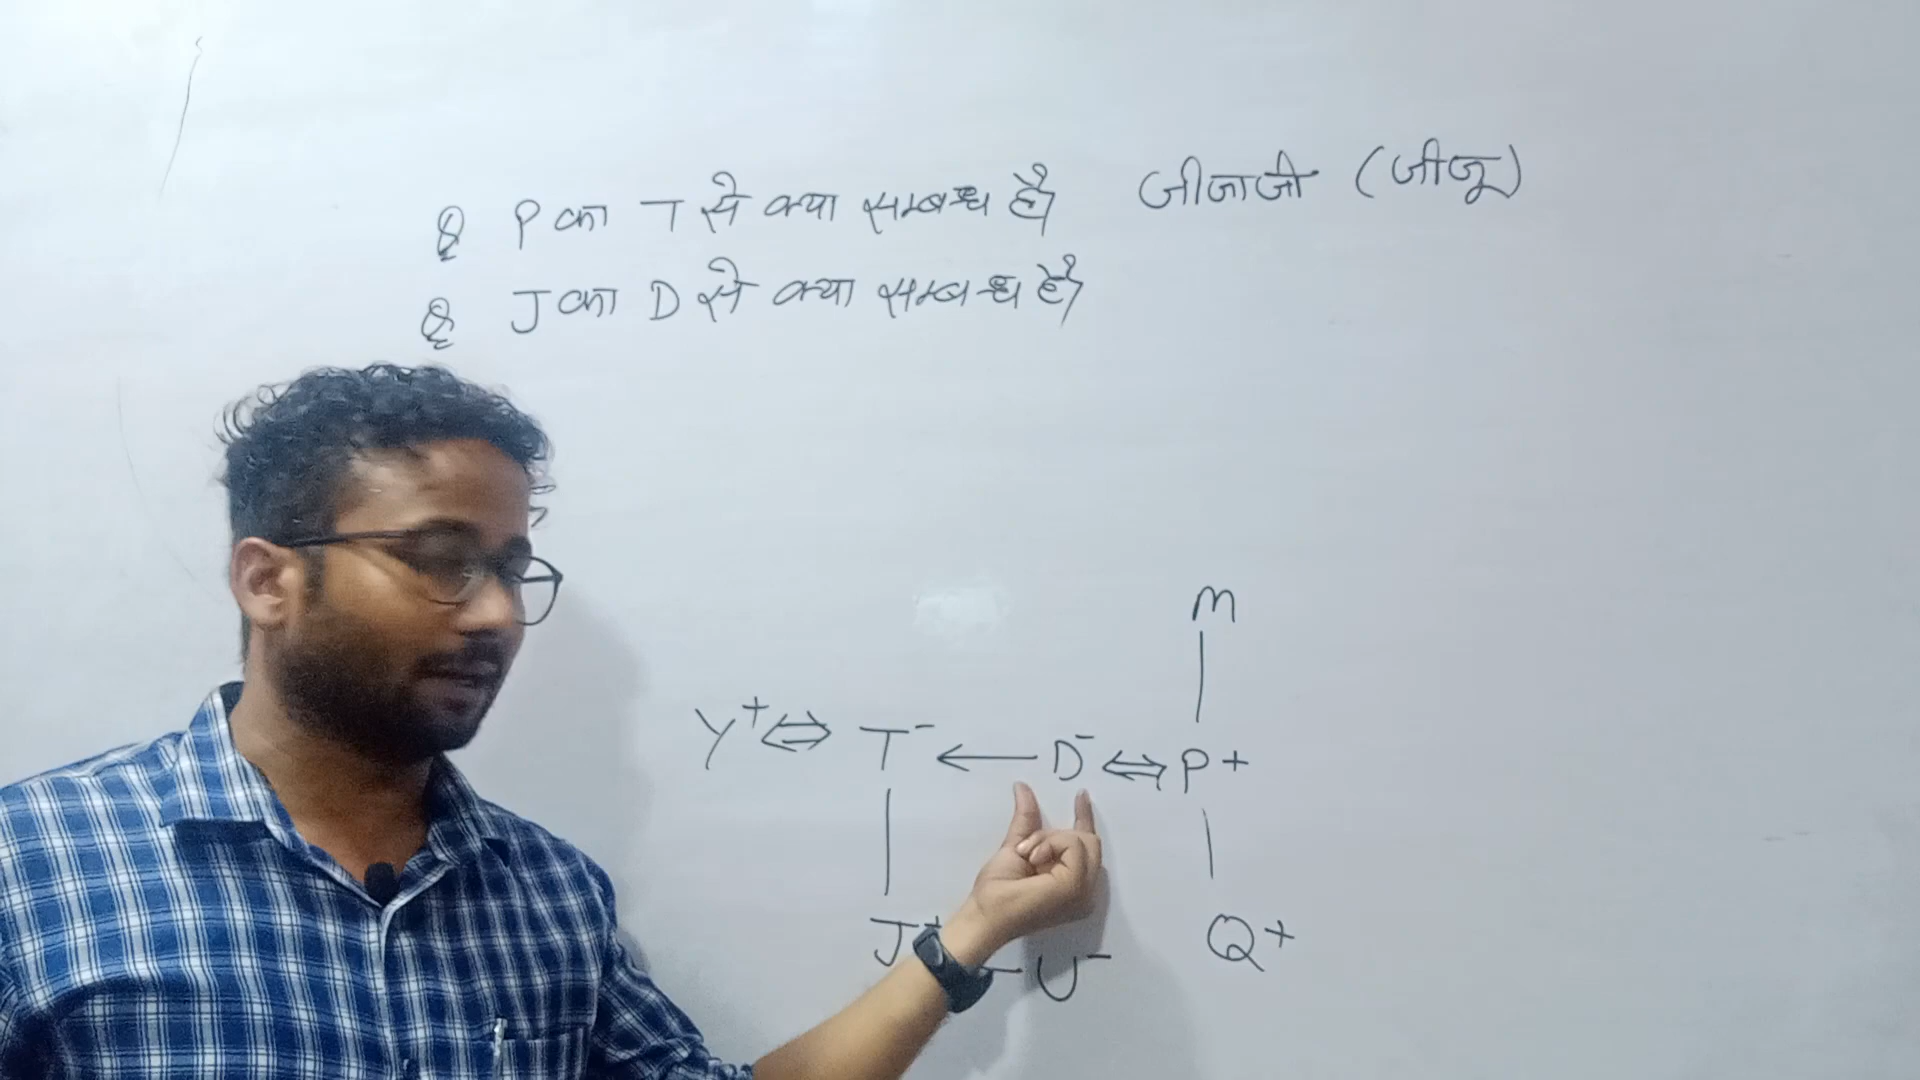 Q P का T से क्या सम्बन्ध है। जीजाजी (जीजू)
Q J का D से क्या सम्बन्ध है।
M
Y+ ⇔ T- ← D- ⇔ P+
J+ - U- Q+